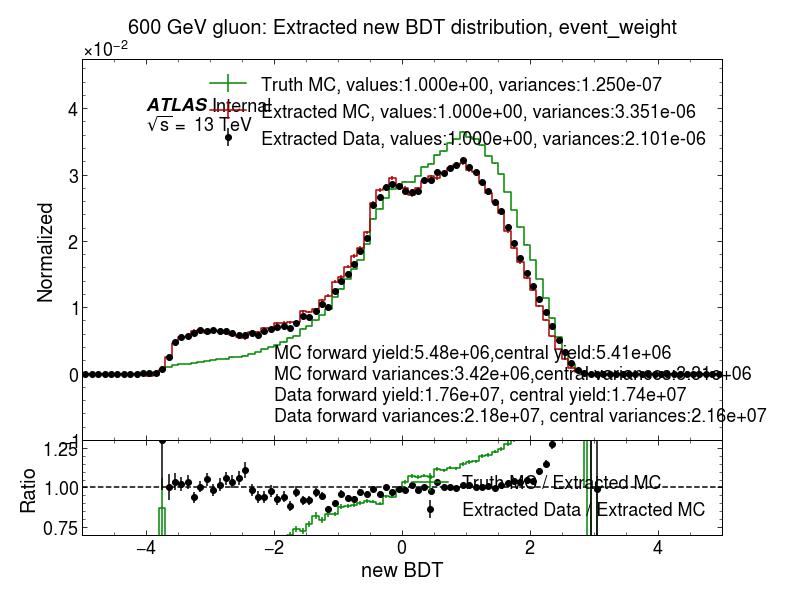 600 GeV gluon: Extracted new BDT distribution, event_weight
×10⁻²
Truth MC, values:1.000e+00, variances:1.250e-07
ATLAS Internal
Extracted MC, values:1.000e+00, variances:3.351e-06
√s = 13 TeV
Extracted Data, values:1.000e+00, variances:2.101e-06
4
3
2
1
0
Normalized
MC forward yield:5.48e+06,central yield:5.41e+06
MC forward variances:3.42e+06,central variances:3.31e+06
Data forward yield:1.76e+07, central yield:1.74e+07
Data forward variances:2.18e+07, central variances:2.16e+07
1.25
1.00
0.75
Ratio
Truth MC / Extracted MC
Extracted Data / Extracted MC
−4 −2 0 2 4
new BDT